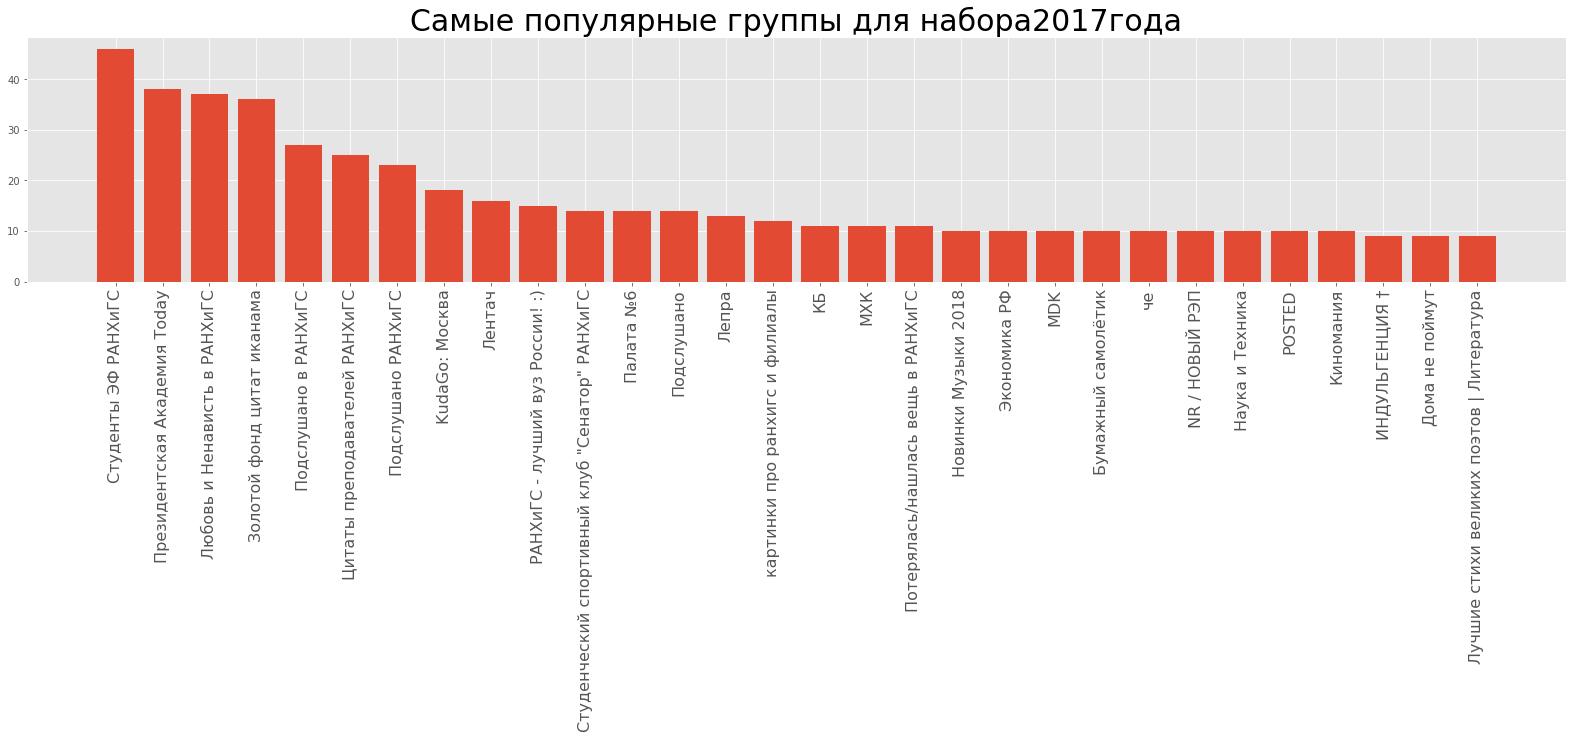 Самые популярные группы для набора2017года
40
30
20
10
0
Студенты ЭФ РАНХиГС
Президентская Академия Today
Любовь и Ненависть в РАНХиГС
Золотой фонд цитат иканама
Подслушано в РАНХиГС
Цитаты преподавателей РАНХиГС
Подслушано РАНХиГС
KudaGo: Москва
Лентач
РАНХиГС - лучший вуз России! :)
Студенческий спортивный клуб "Сенатор" РАНХиГС
Палата №6
Подслушано
Лепра
картинки про ранхигс и филиалы
КБ
МХК
Потерялась/нашлась вещь в РАНХиГС
Новинки Музыки 2018
Экономика РФ
MDK
Бумажный самолётик
че
NR / НОВЫЙ РЭП
Наука и Техника
POSTED
Киномания
ИНДУЛЬГЕНЦИЯ †
Дома не поймут
Лучшие стихи великих поэтов | Литература